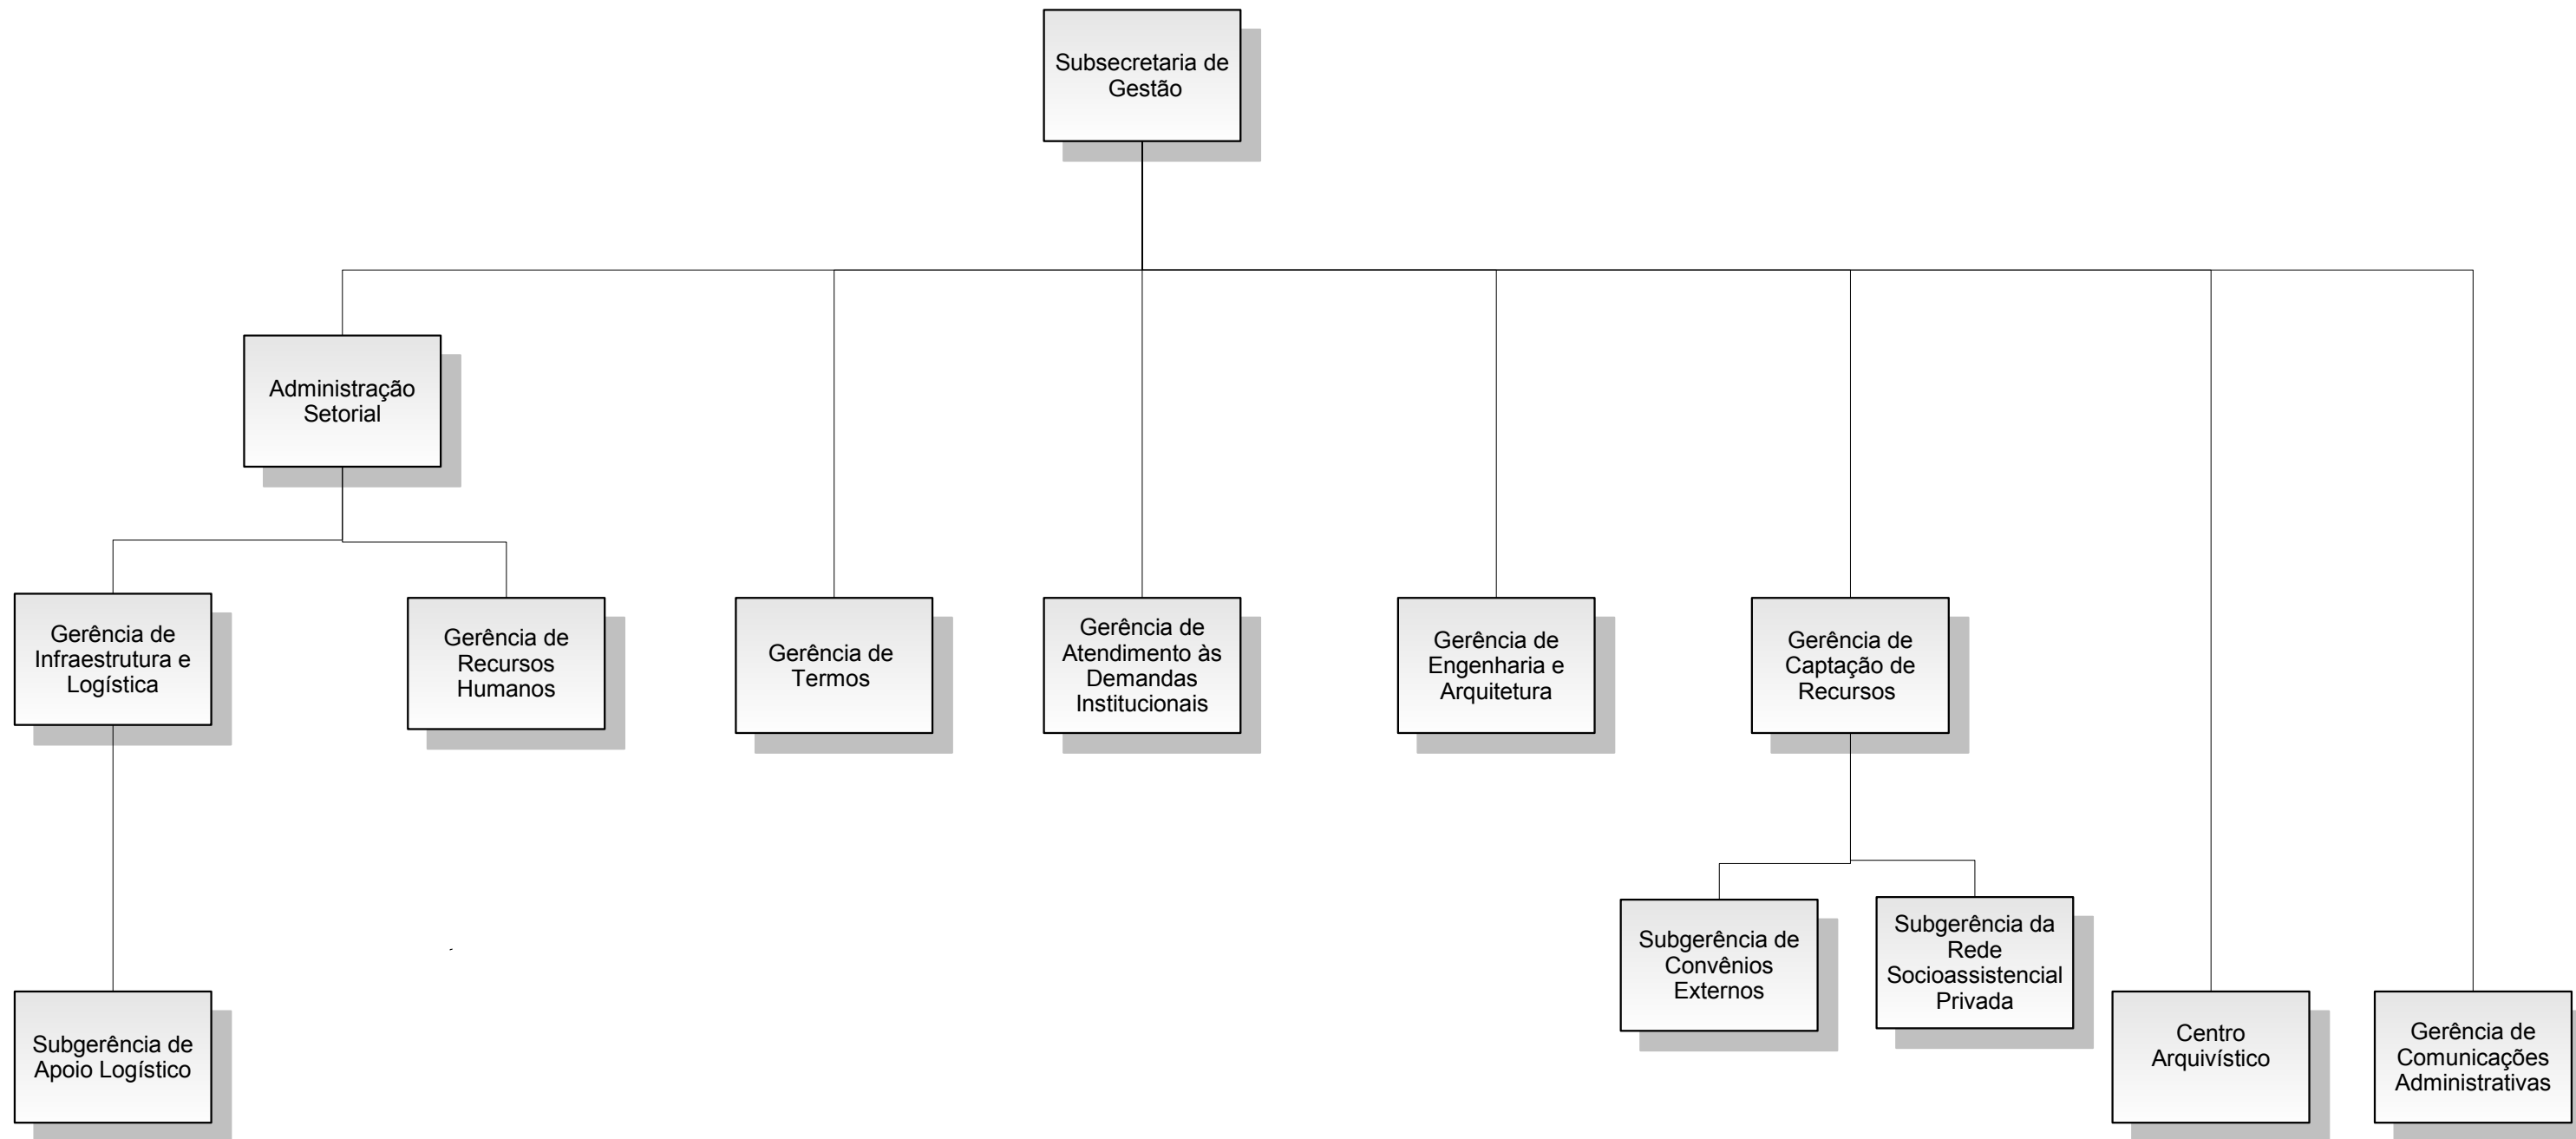 Subsecretaria de
Gestão
Administração
Setorial
Gerência de
Infraestrutura e
Logística
Gerência de
Recursos
Humanos
Gerência de
Termos
Gerência de
Atendimento às
Demandas
Institucionais
Gerência de
Engenharia e
Arquitetura
Gerência de
Captação de
Recursos
Subgerência de
Convênios
Externos
Subgerência da
Rede
Socioassistencial
Privada
Subgerência de
Apoio Logístico
Centro
Arquivístico
Gerência de
Comunicações
Administrativas